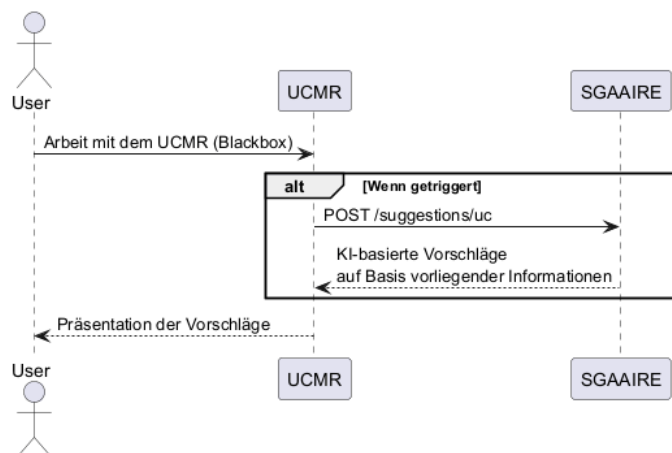 User
UCMR
SGAAIRE
Arbeit mit dem UCMR (Blackbox)
alt [Wenn getriggert]
POST /suggestions/uc
KI-basierte Vorschläge
auf Basis vorliegender Informationen
Präsentation der Vorschläge
User
UCMR
SGAAIRE